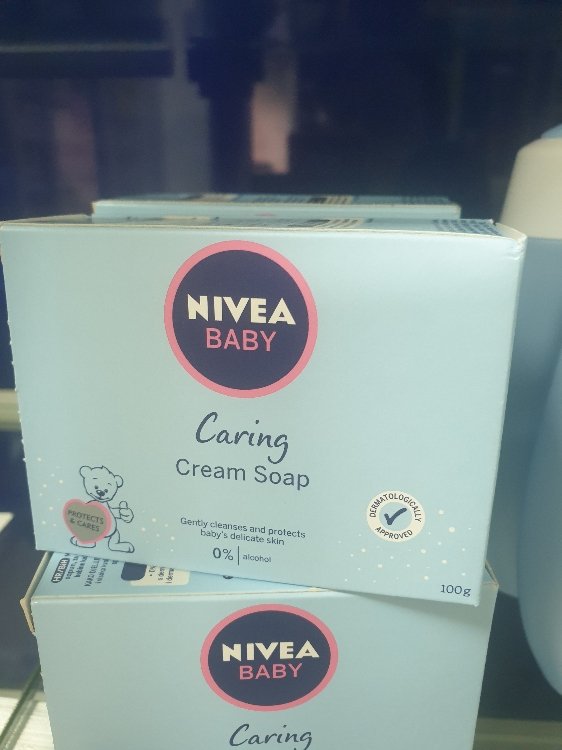 NIVEA
BABY
Caring
Cream Soap
PROTECTS
& CARES
Gently cleanses and protects
baby's delicate skin
0% | alcohol
DERMATOLOGICALLY
APPROVED
100g
NIVEA
BABY
Caring